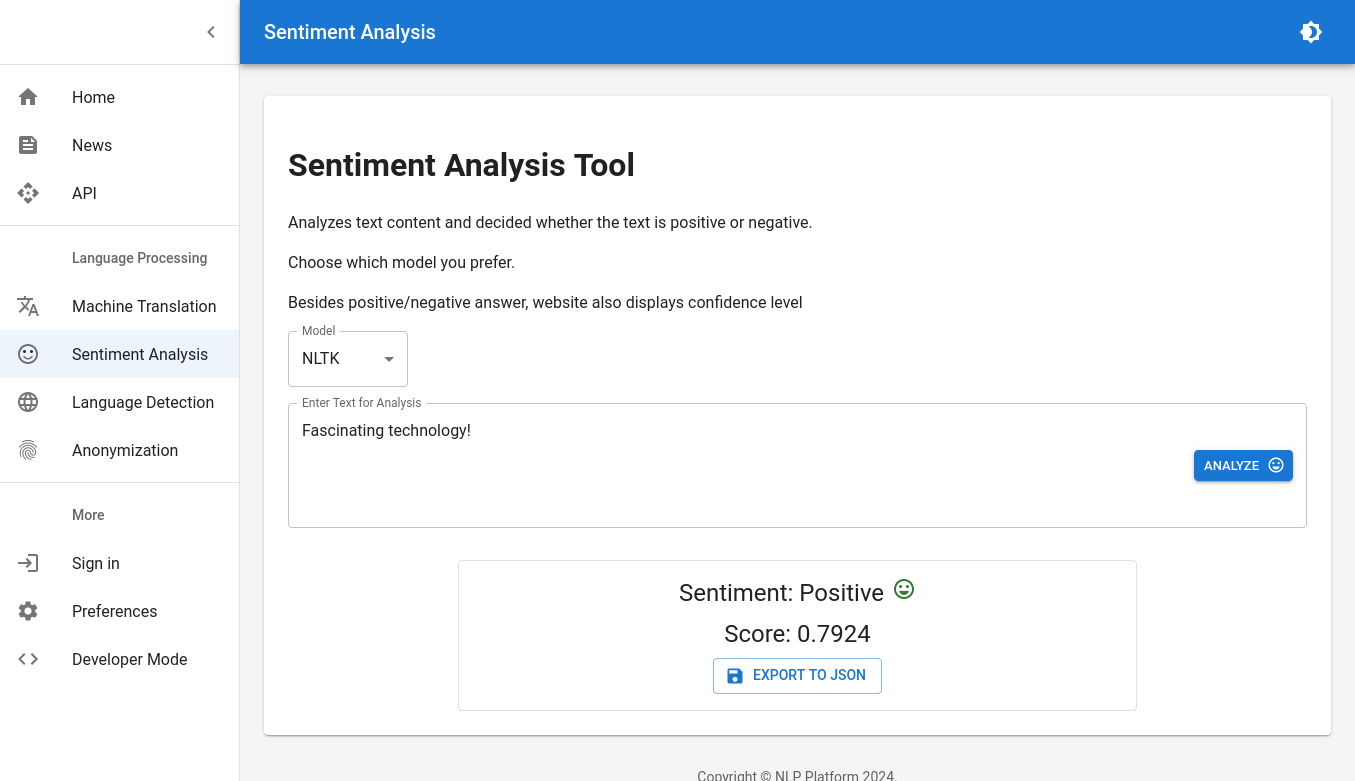 Sentiment Analysis
Home
News
API
Language Processing
Machine Translation
Sentiment Analysis
Language Detection
Anonymization
More
Sign in
Preferences
Developer Mode
Sentiment Analysis Tool
Analyzes text content and decided whether the text is positive or negative.
Choose which model you prefer.
Besides positive/negative answer, website also displays confidence level
Model
NLTK
Enter Text for Analysis
Fascinating technology!
ANALYZE
Sentiment: Positive
Score: 0.7924
EXPORT TO JSON
Copyright © NLP Platform 2024.